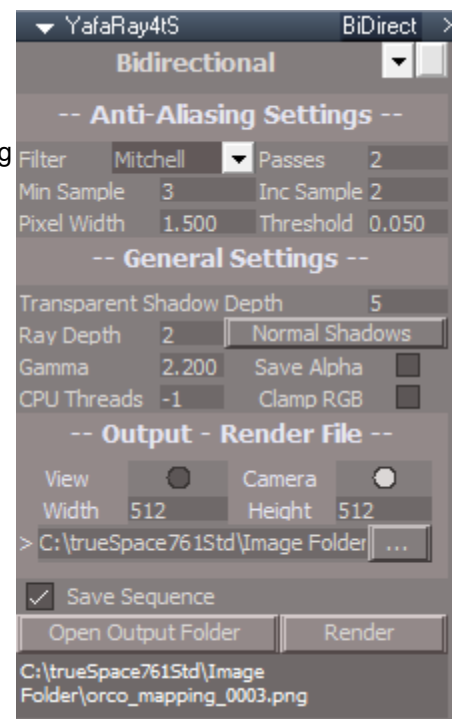 YafaRay4tS BiDirect >
Bidirectional
-- Anti-Aliasing Settings --
g
Filter Mitchell Passes 2
Min Sample 3 Inc Sample 2
Pixel Width 1.500 Threshold 0.050
-- General Settings --
Transparent Shadow Depth 5
Ray Depth 2 Normal Shadows
Gamma 2.200 Save Alpha
CPU Threads -1 Clamp RGB
-- Output - Render File --
View Camera
Width 512 Height 512
> C:\trueSpace761Std\Image Folder ...
Save Sequence
Open Output Folder Render
C:\trueSpace761Std\Image
Folder\orco_mapping_0003.png